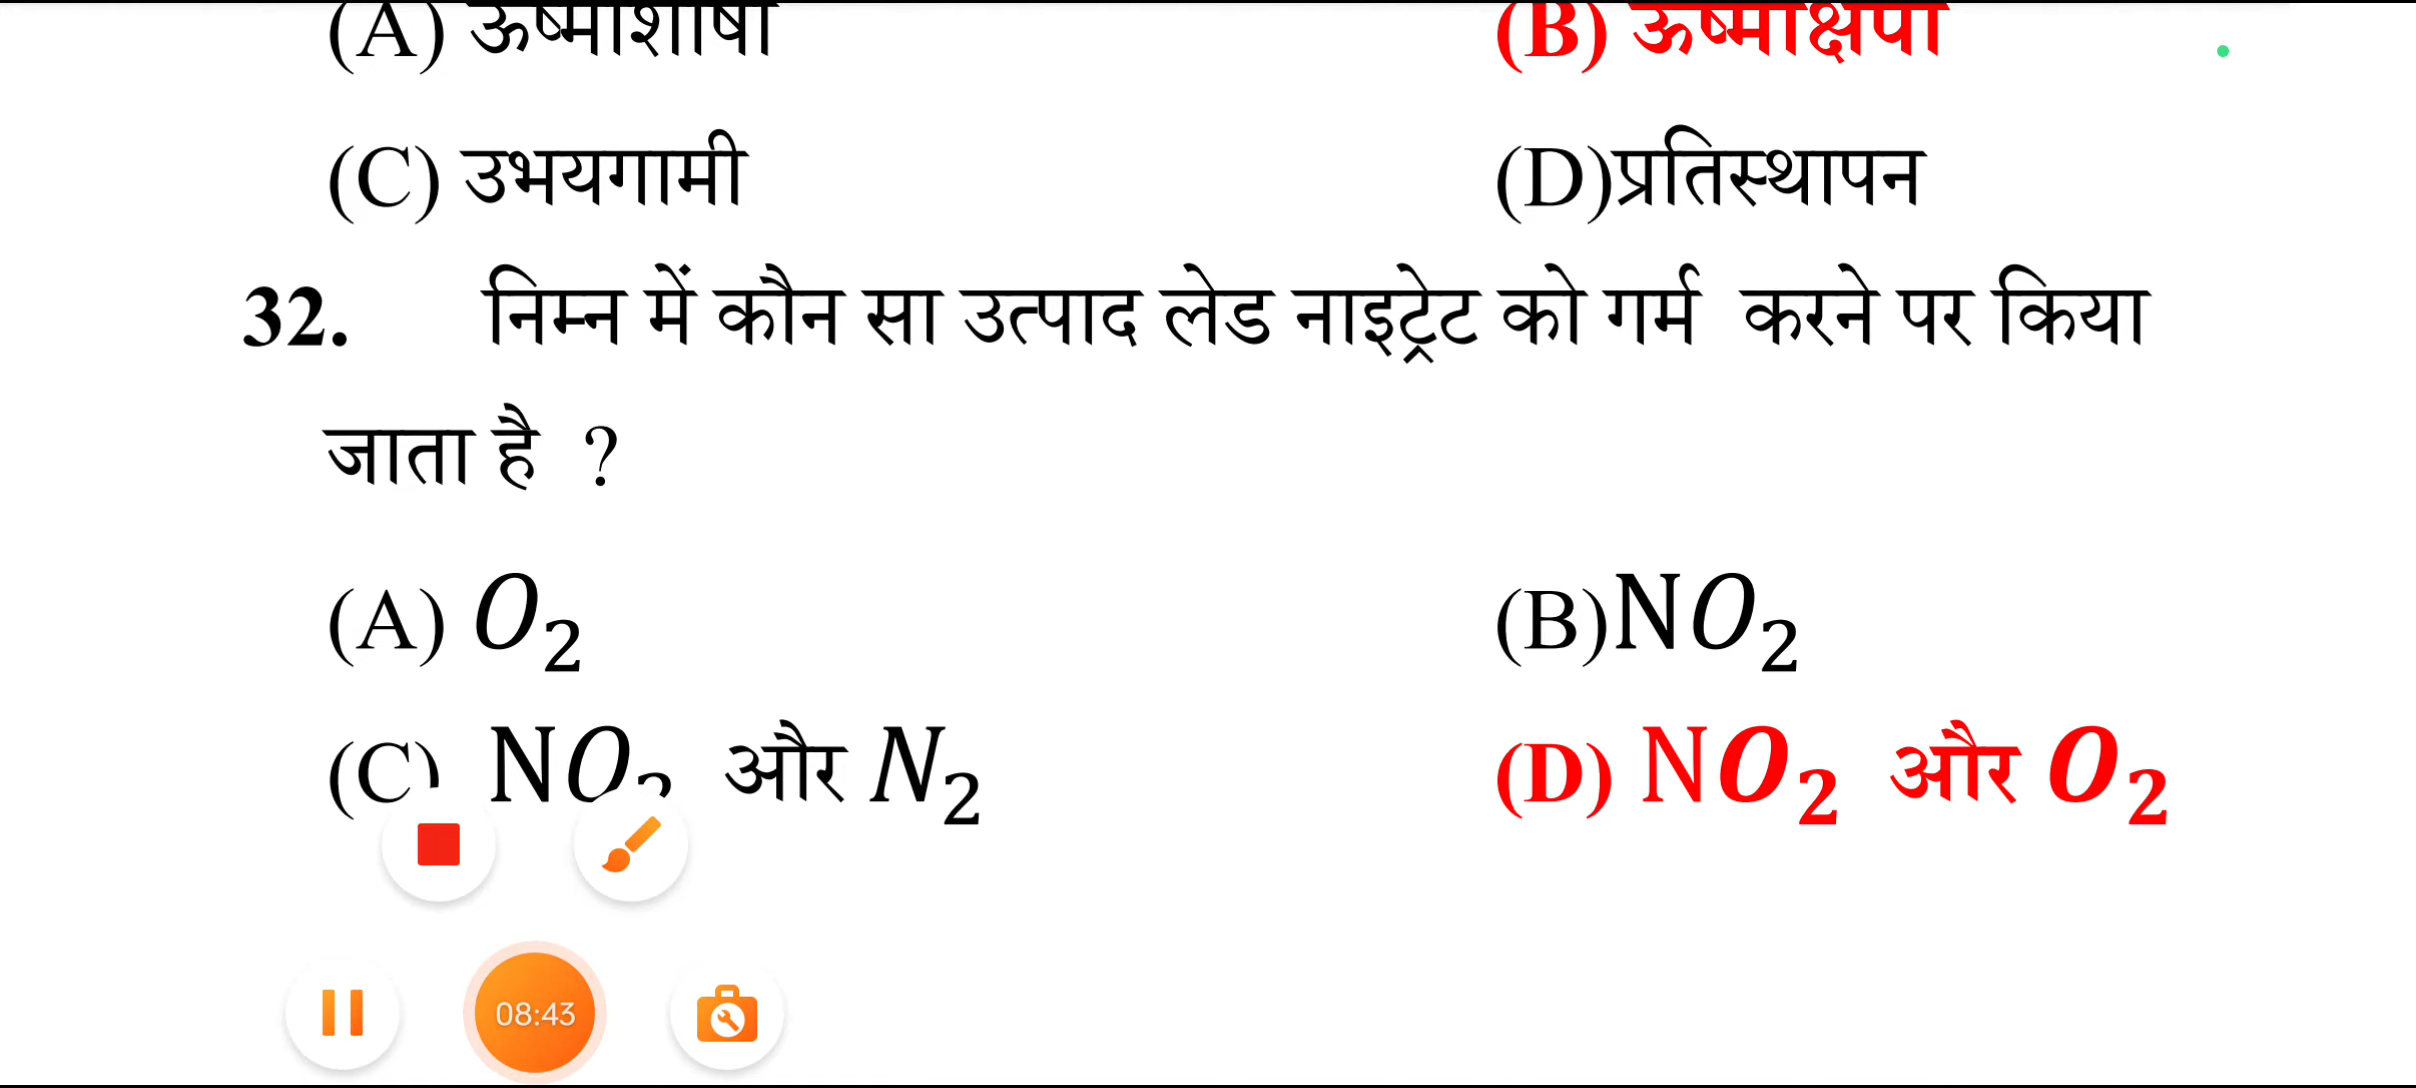 (A) ऊष्माशोषी (B) ऊष्माक्षेपी
(C) उभयगामी (D)प्रतिस्थापन
32. निम्न में कौन सा उत्पाद लेड नाइट्रेट को गर्म करने पर किया
जाता है ?
(A) O₂ (B)NO₂
(C) NO₂ और N₂ (D) NO₂ और O₂
08:43